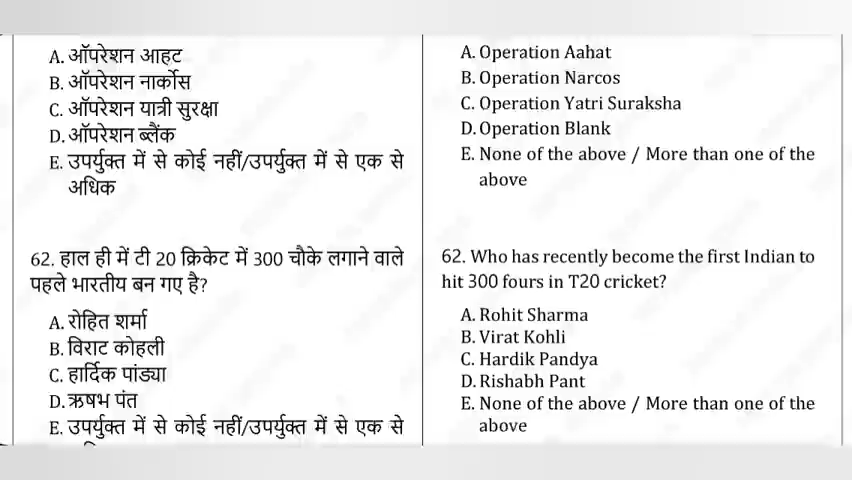 A. ऑपरेशन आहट
B. ऑपरेशन नार्कोस
C. ऑपरेशन यात्री सुरक्षा
D. ऑपरेशन ब्लैंक
E. उपर्युक्त में से कोई नहीं/उपर्युक्त में से एक से
अधिक
62. हाल ही में टी 20 क्रिकेट में 300 चौके लगाने वाले
पहले भारतीय बन गए है?
A. रोहित शर्मा
B. विराट कोहली
C. हार्दिक पांड्या
D. ऋषभ पंत
E. उपर्युक्त में से कोई नहीं/उपर्युक्त में से एक से
A. Operation Aahat
B. Operation Narcos
C. Operation Yatri Suraksha
D. Operation Blank
E. None of the above / More than one of the
above
62. Who has recently become the first Indian to
hit 300 fours in T20 cricket?
A. Rohit Sharma
B. Virat Kohli
C. Hardik Pandya
D. Rishabh Pant
E. None of the above / More than one of the
above